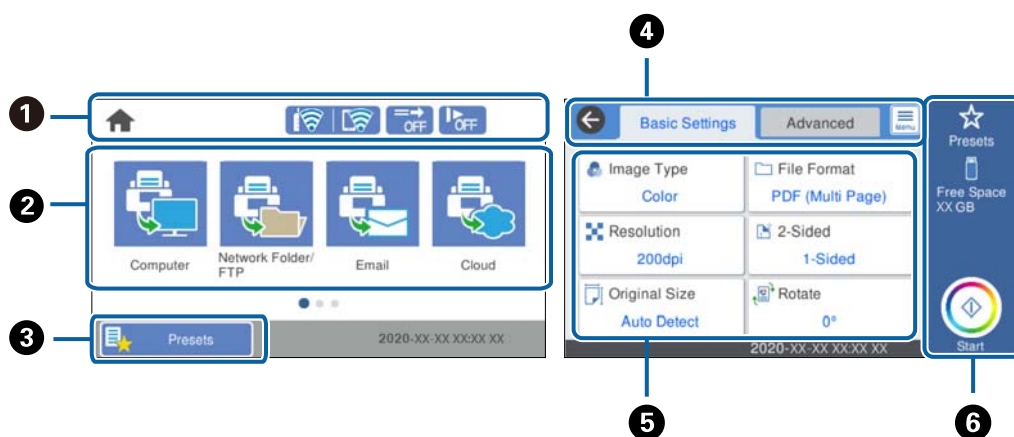 4
1
OFF
OFF
2
Computer
Network Folder/
FTP
Email
Cloud
3
Presets
2020-XX-XX XX:XX XX
Basic Settings
Advanced
Menu
Image Type
Color
File Format
PDF (Multi Page)
Resolution
200dpi
2-Sided
1-Sided
Original Size
Auto Detect
Rotate
0°
2020-XX-XX XX:XX XX
Presets
Free Space
XX GB
Start
5
6